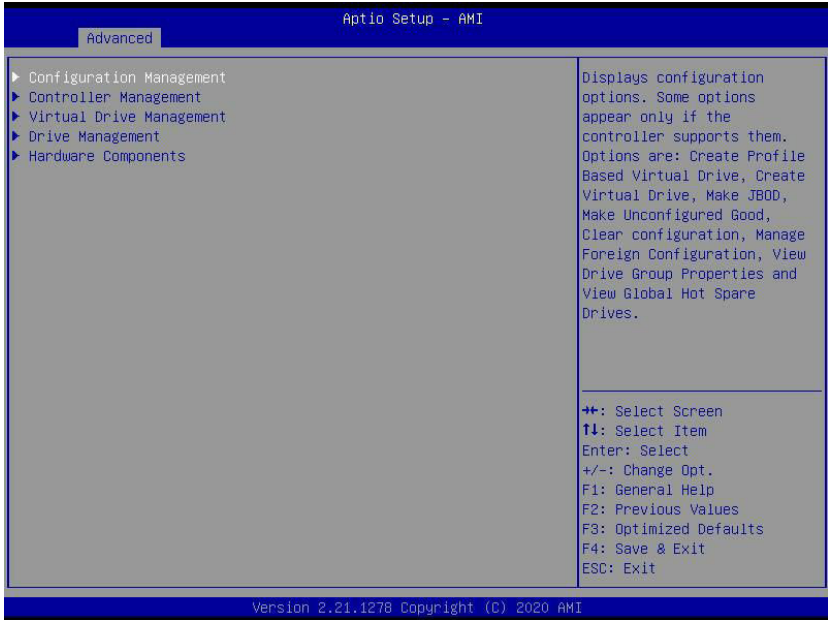 Aptio Setup – AMI
Advanced
▶ Configuration Management
▶ Controller Management
▶ Virtual Drive Management
▶ Drive Management
▶ Hardware Components
Displays configuration
options. Some options
appear only if the
controller supports them.
Options are: Create Profile
Based Virtual Drive, Create
Virtual Drive, Make JBOD,
Make Unconfigured Good,
Clear configuration, Manage
Foreign Configuration, View
Drive Group Properties and
View Global Hot Spare
Drives.
→←: Select Screen
↑↓: Select Item
Enter: Select
+/-: Change Opt.
F1: General Help
F2: Previous Values
F3: Optimized Defaults
F4: Save & Exit
ESC: Exit
Version 2.21.1278 Copyright (C) 2020 AMI